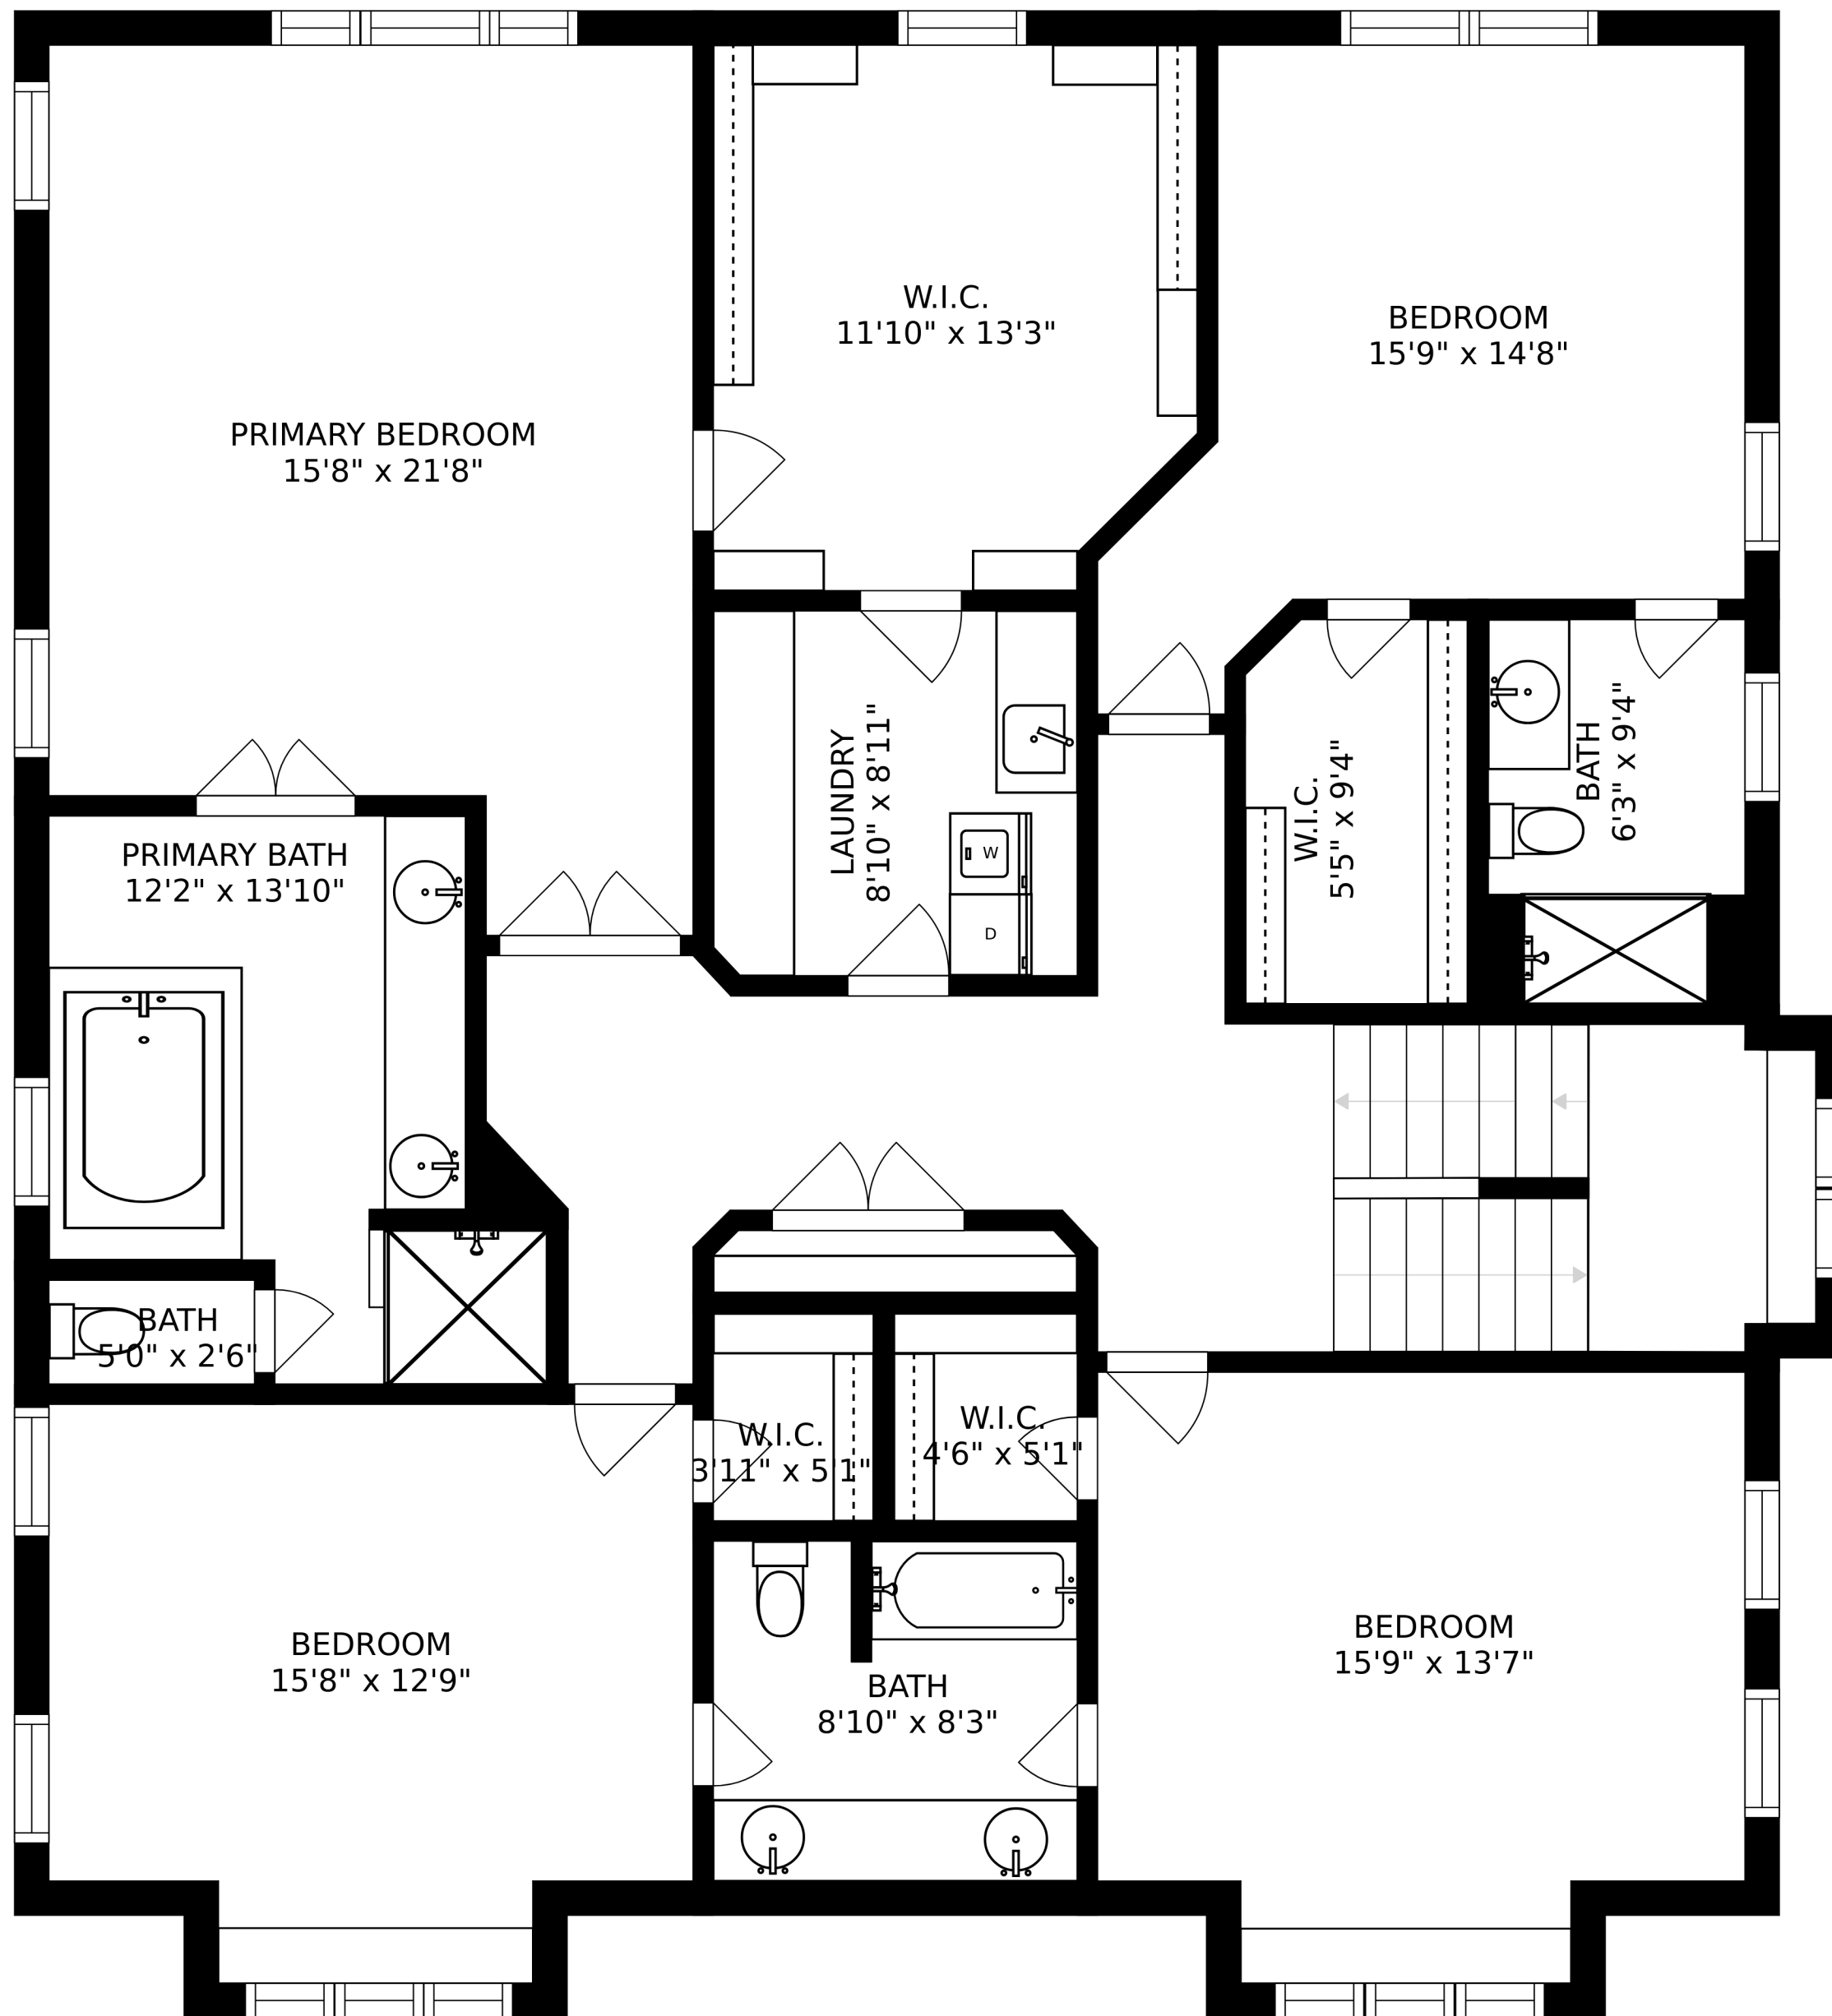 W.I.C.
11'10" x 13'3"
BEDROOM
15'9" x 14'8"
PRIMARY BEDROOM
15'8" x 21'8"
LAUNDRY
8'10" x 8'11"
W
D
W.I.C.
5'5" x 9'4"
BATH
6'3" x 9'4"
PRIMARY BATH
12'2" x 13'10"
BATH
5'0" x 2'6"
W.I.C.
3'11" x 5'1"
W.I.C.
4'6" x 5'1"
BEDROOM
15'8" x 12'9"
BATH
8'10" x 8'3"
BEDROOM
15'9" x 13'7"